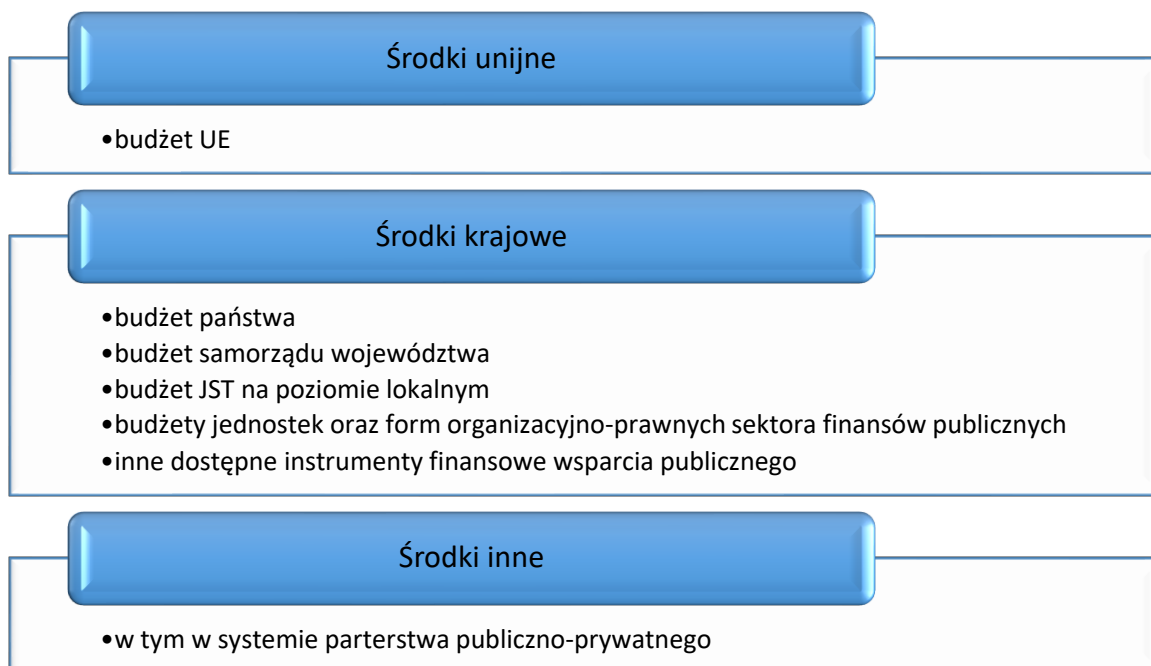 Środki unijne
•budżet UE
Środki krajowe
•budżet państwa
•budżet samorządu województwa
•budżet JST na poziomie lokalnym
•budżety jednostek oraz form organizacyjno-prawnych sektora finansów publicznych
•inne dostępne instrumenty finansowe wsparcia publicznego
Środki inne
•w tym w systemie parterstwa publiczno-prywatnego